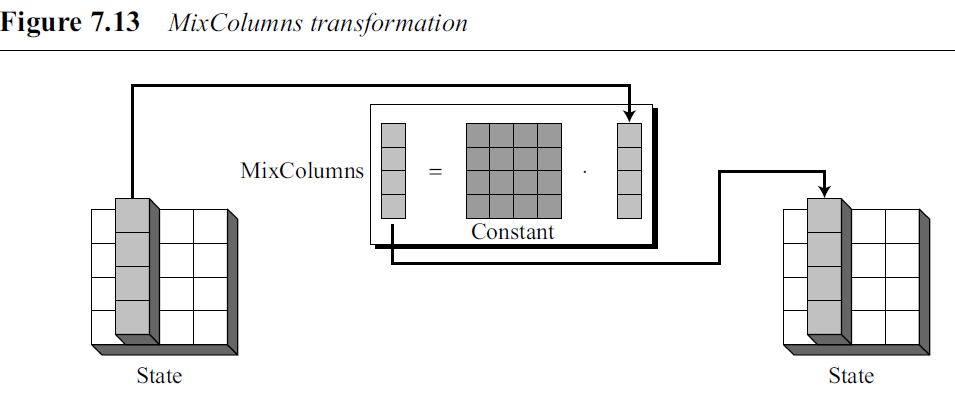 Figure 7.13 MixColumns transformation
MixColumns
=
·
Constant
State
State